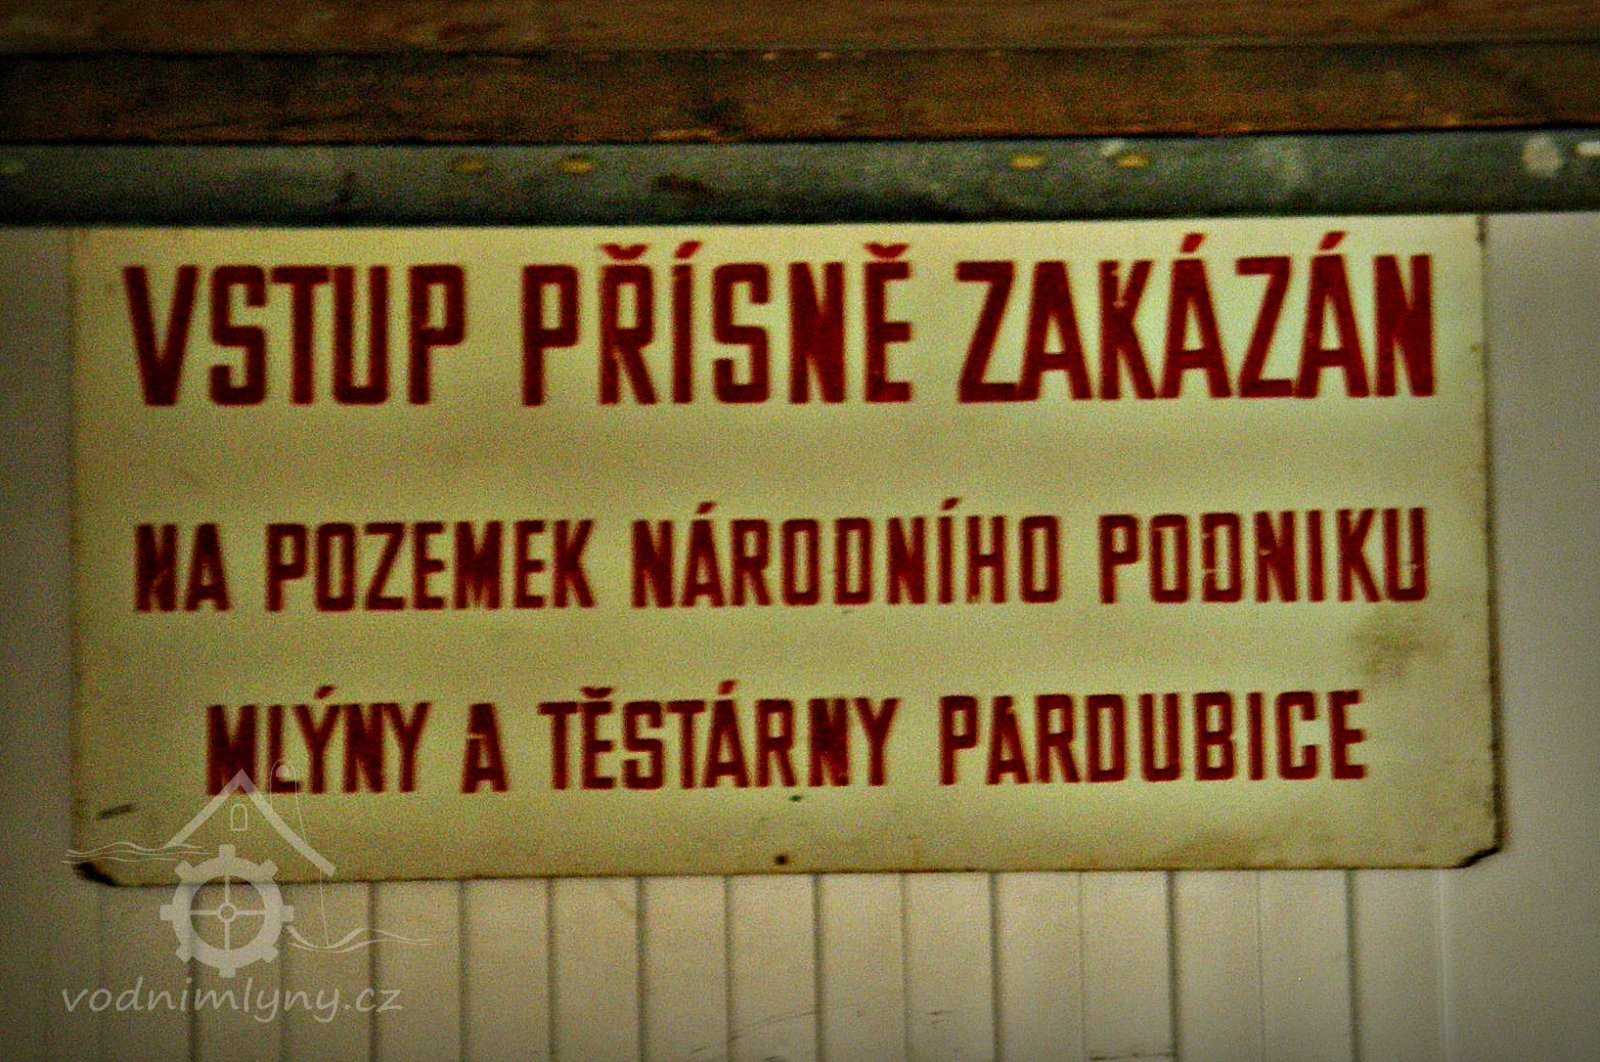 VSTUP PŘÍSNĚ ZAKÁZÁN
NA POZEMEK NÁRODNÍHO PODNIKU
MLÝNY A TĚSTÁRNY PARDUBICE
vodnimlyny.cz